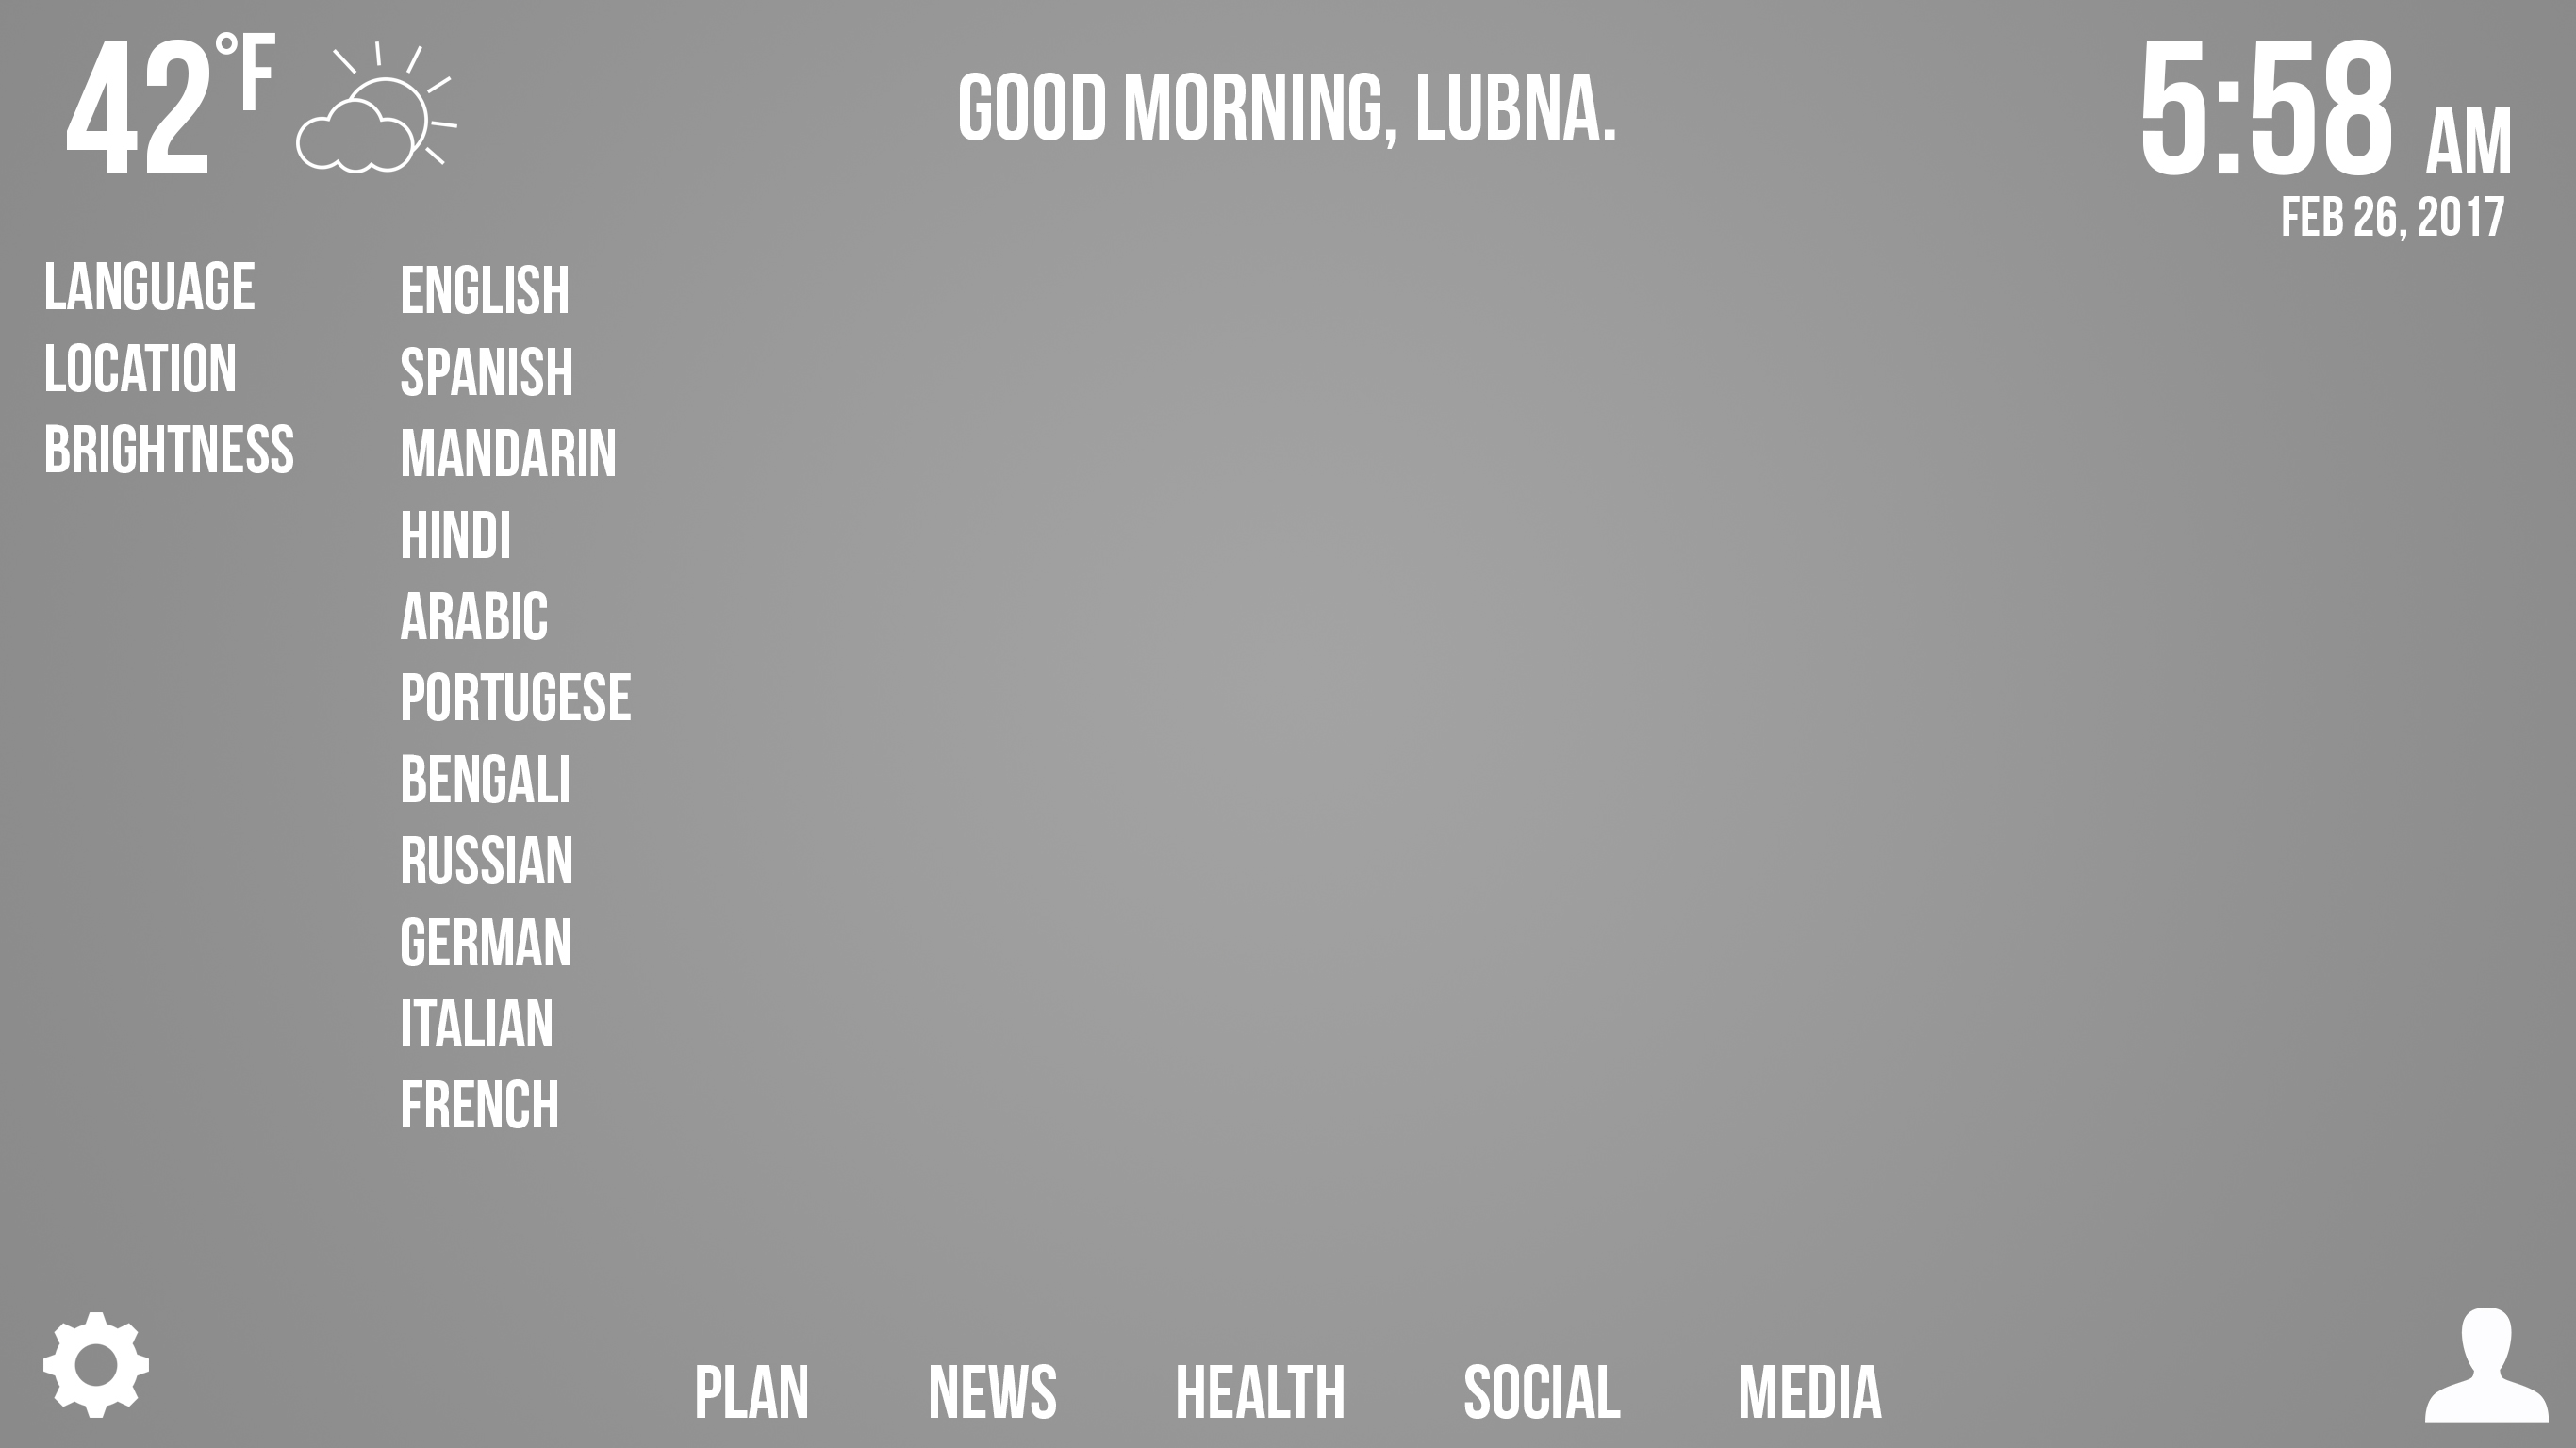 42°F
GOOD MORNING, LUBNA.
5:58 AM
FEB 26, 2017
LANGUAGE
LOCATION
BRIGHTNESS
ENGLISH
SPANISH
MANDARIN
HINDI
ARABIC
PORTUGESE
BENGALI
RUSSIAN
GERMAN
ITALIAN
FRENCH
PLAN NEWS HEALTH SOCIAL MEDIA